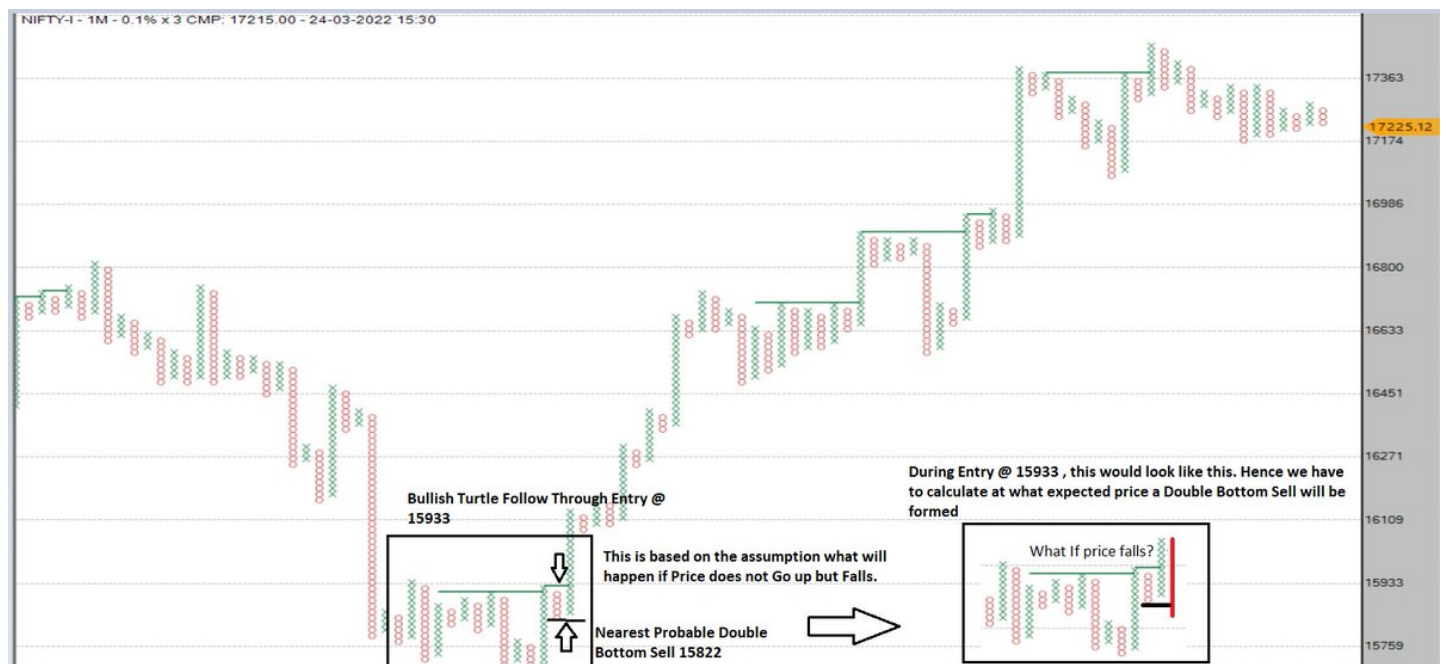 NIFTY-I - 1M - 0.1% x 3 CMP: 17215.00 - 24-03-2022 15:30
17363
17225.12
17174
16986
16800
16633
16451
16271
During Entry @ 15933 , this would look like this. Hence we have
to calculate at what expected price a Double Bottom Sell will be
formed
Bullish Turtle Follow Through Entry @
15933
16109
What If price falls?
This is based on the assumption what will
happen if Price does not Go up but Falls.
15933
Nearest Probable Double
Bottom Sell 15822
15759